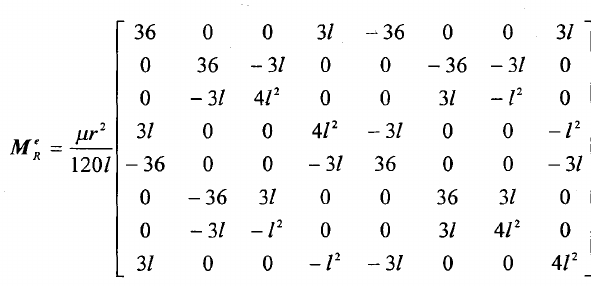 36 0 0 3l − 36 0 0 3l
0 36 − 3l 0 0 − 36 − 3l 0
0 − 3l 4l² 0 0 3l − l² 0
M_R^e = μr²/120l 3l 0 0 4l² − 3l 0 0 − l²
− 36 0 0 − 3l 36 0 0 − 3l
0 − 36 3l 0 0 36 3l 0
0 − 3l − l² 0 0 3l 4l² 0
3l 0 0 − l² − 3l 0 0 4l²